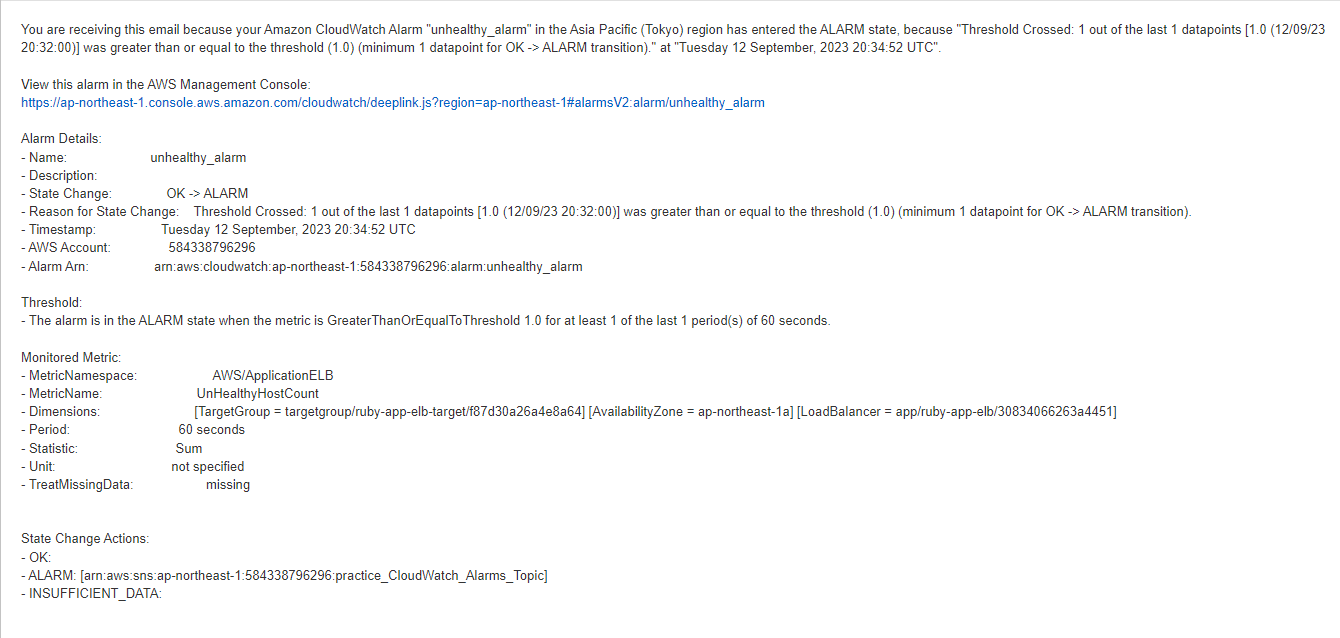 You are receiving this email because your Amazon CloudWatch Alarm "unhealthy_alarm" in the Asia Pacific (Tokyo) region has entered the ALARM state, because "Threshold Crossed: 1 out of the last 1 datapoints [1.0 (12/09/23
20:32:00)] was greater than or equal to the threshold (1.0) (minimum 1 datapoint for OK -> ALARM transition)." at "Tuesday 12 September, 2023 20:34:52 UTC".
View this alarm in the AWS Management Console:
https://ap-northeast-1.console.aws.amazon.com/cloudwatch/deeplink.js?region=ap-northeast-1#alarmsV2:alarm/unhealthy_alarm
Alarm Details:
- Name: unhealthy_alarm
- Description:
- State Change: OK -> ALARM
- Reason for State Change: Threshold Crossed: 1 out of the last 1 datapoints [1.0 (12/09/23 20:32:00)] was greater than or equal to the threshold (1.0) (minimum 1 datapoint for OK -> ALARM transition).
- Timestamp: Tuesday 12 September, 2023 20:34:52 UTC
- AWS Account: 584338796296
- Alarm Arn: arn:aws:cloudwatch:ap-northeast-1:584338796296:alarm:unhealthy_alarm
Threshold:
- The alarm is in the ALARM state when the metric is GreaterThanOrEqualToThreshold 1.0 for at least 1 of the last 1 period(s) of 60 seconds.
Monitored Metric:
- MetricNamespace: AWS/ApplicationELB
- MetricName: UnHealthyHostCount
- Dimensions: [TargetGroup = targetgroup/ruby-app-elb-target/f87d30a26a4e8a64] [AvailabilityZone = ap-northeast-1a] [LoadBalancer = app/ruby-app-elb/30834066263a4451]
- Period: 60 seconds
- Statistic: Sum
- Unit: not specified
- TreatMissingData: missing
State Change Actions:
- OK:
- ALARM: [arn:aws:sns:ap-northeast-1:584338796296:practice_CloudWatch_Alarms_Topic]
- INSUFFICIENT_DATA: